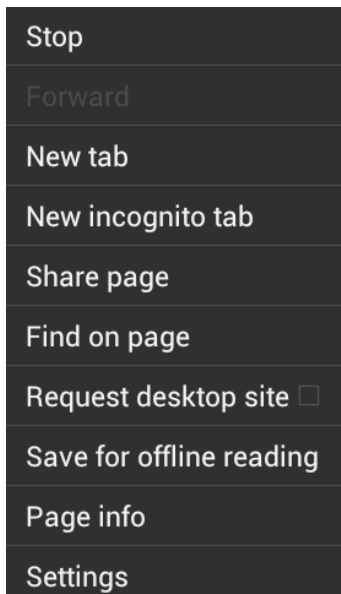 Stop
Forward
New tab
New incognito tab
Share page
Find on page
Request desktop site
Save for offline reading
Page info
Settings